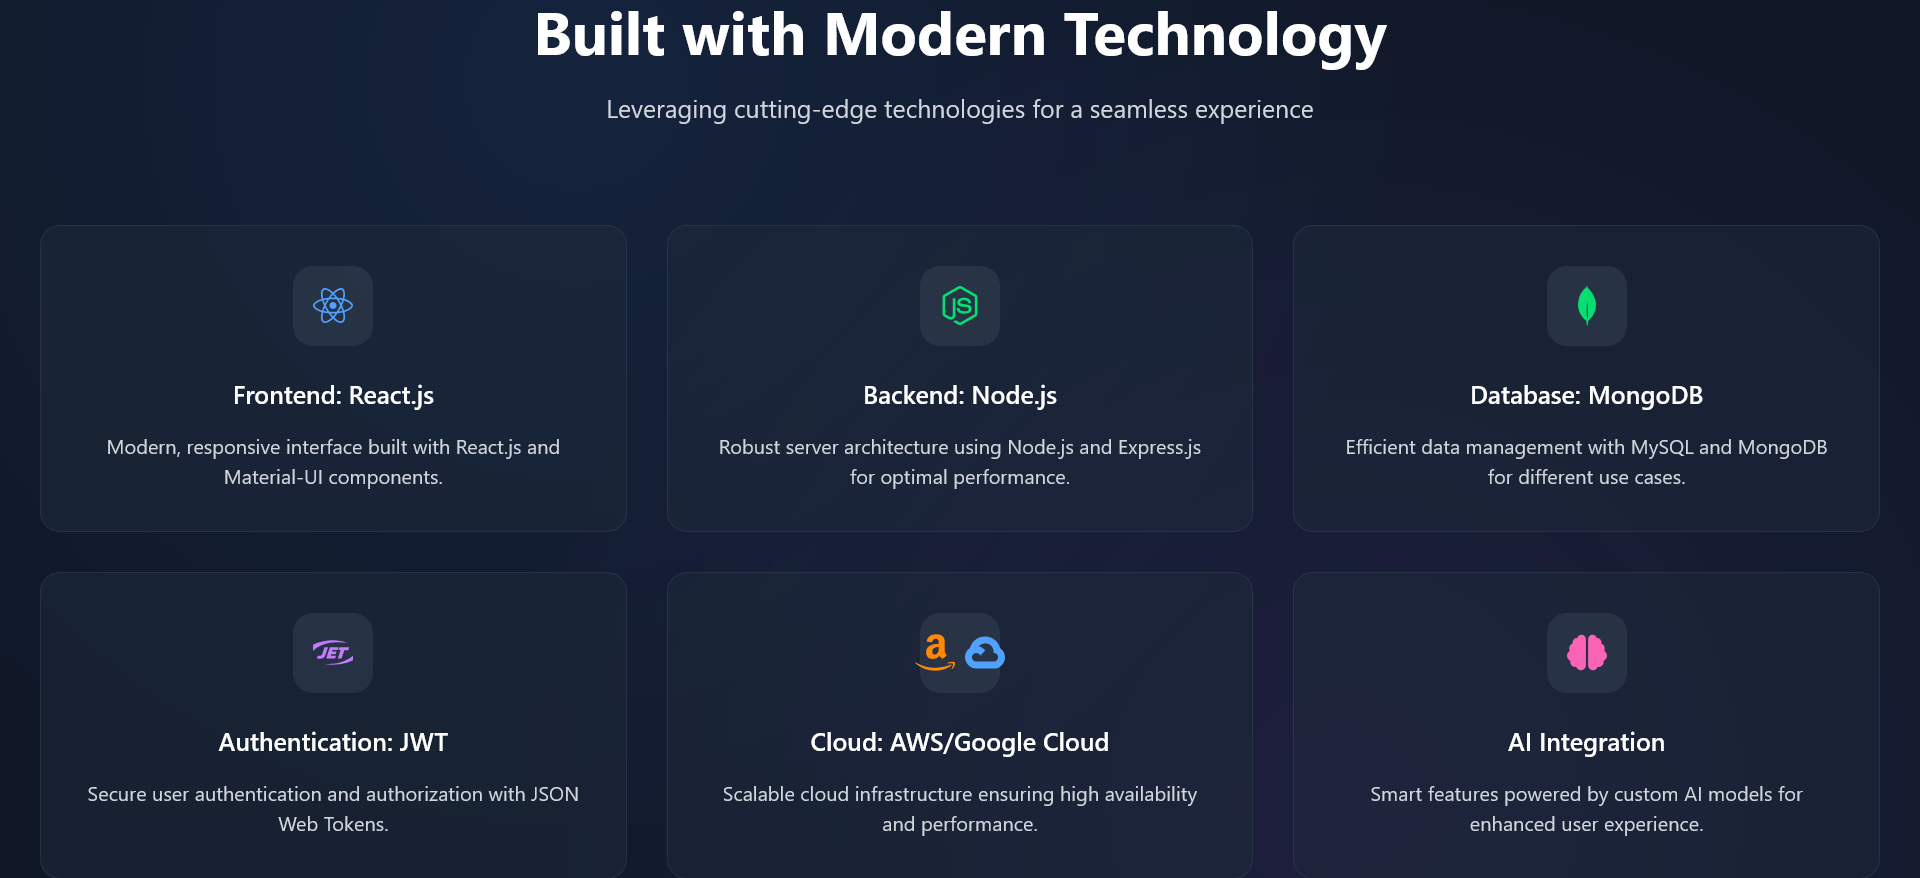 Built with Modern Technology
Leveraging cutting-edge technologies for a seamless experience
JS
Frontend: React.js
Modern, responsive interface built with React.js and
Material-UI components.
Backend: Node.js
Robust server architecture using Node.js and Express.js
for optimal performance.
Database: MongoDB
Efficient data management with MySQL and MongoDB
for different use cases.
JET
Authentication: JWT
Secure user authentication and authorization with JSON
Web Tokens.
a
Cloud: AWS/Google Cloud
Scalable cloud infrastructure ensuring high availability
and performance.
AI Integration
Smart features powered by custom AI models for
enhanced user experience.